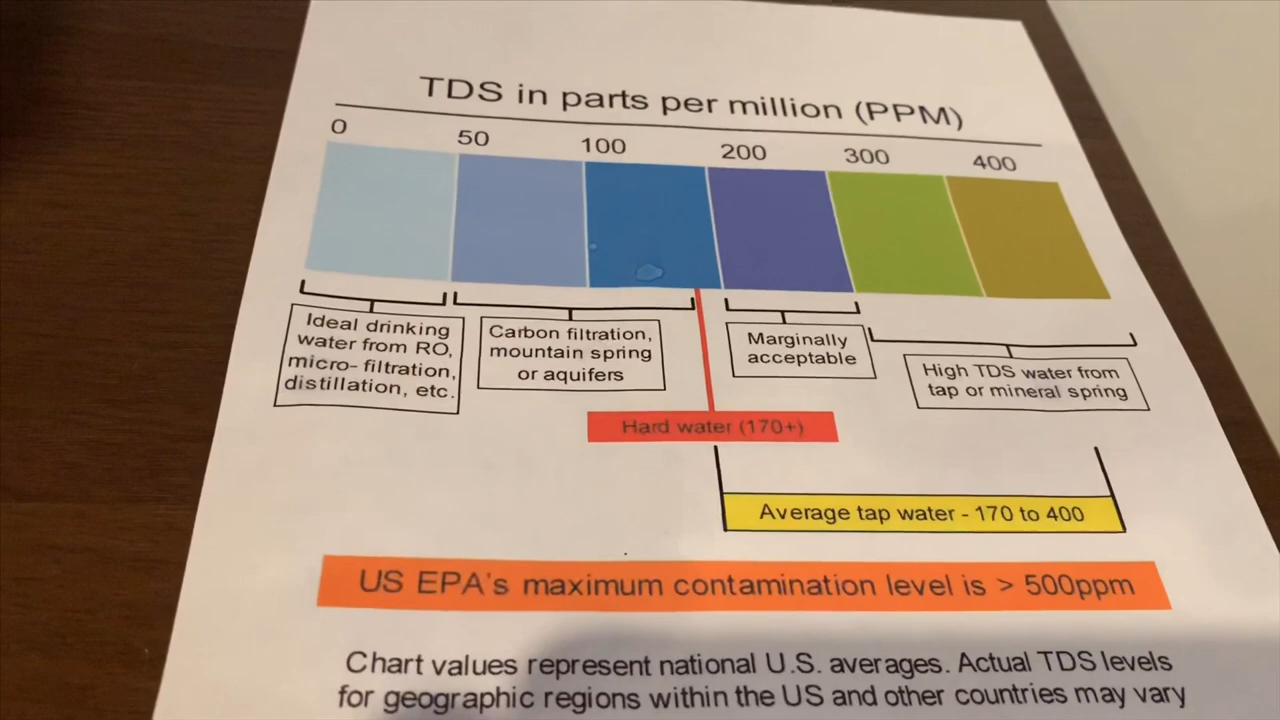 TDS in parts per million (PPM)
0 50 100 200 300 400
Ideal drinking
water from RO,
micro- filtration,
distillation, etc.
Carbon filtration,
mountain spring
or aquifers
Marginally
acceptable
High TDS water from
tap or mineral spring
Hard water (170+)
Average tap water - 170 to 400
US EPA's maximum contamination level is > 500ppm
Chart values represent national U.S. averages. Actual TDS levels
for geographic regions within the US and other countries may vary